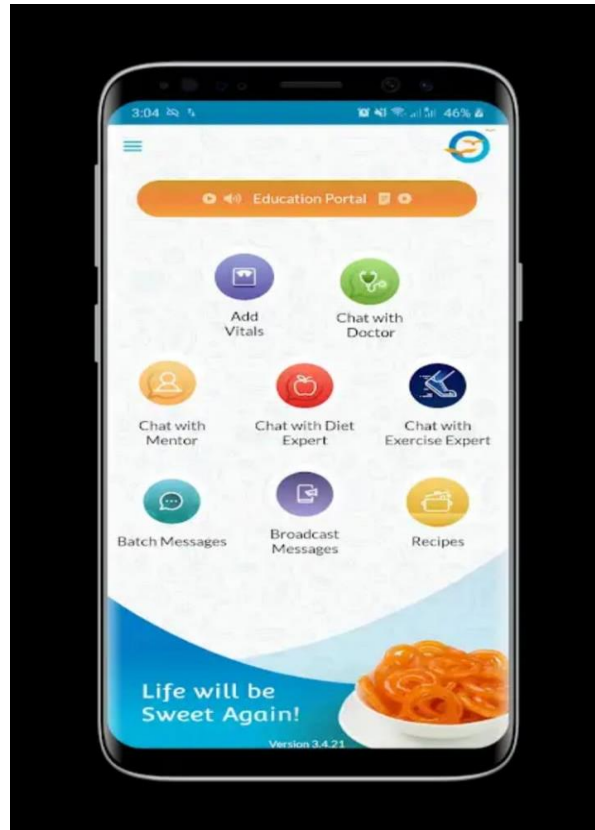 3:04 46%
Education Portal
Add
Vitals
Chat with
Doctor
Chat with
Mentor
Chat with Diet
Expert
Chat with
Exercise Expert
Batch Messages
Broadcast
Messages
Recipes
Life will be
Sweet Again!
Version 3.4.21